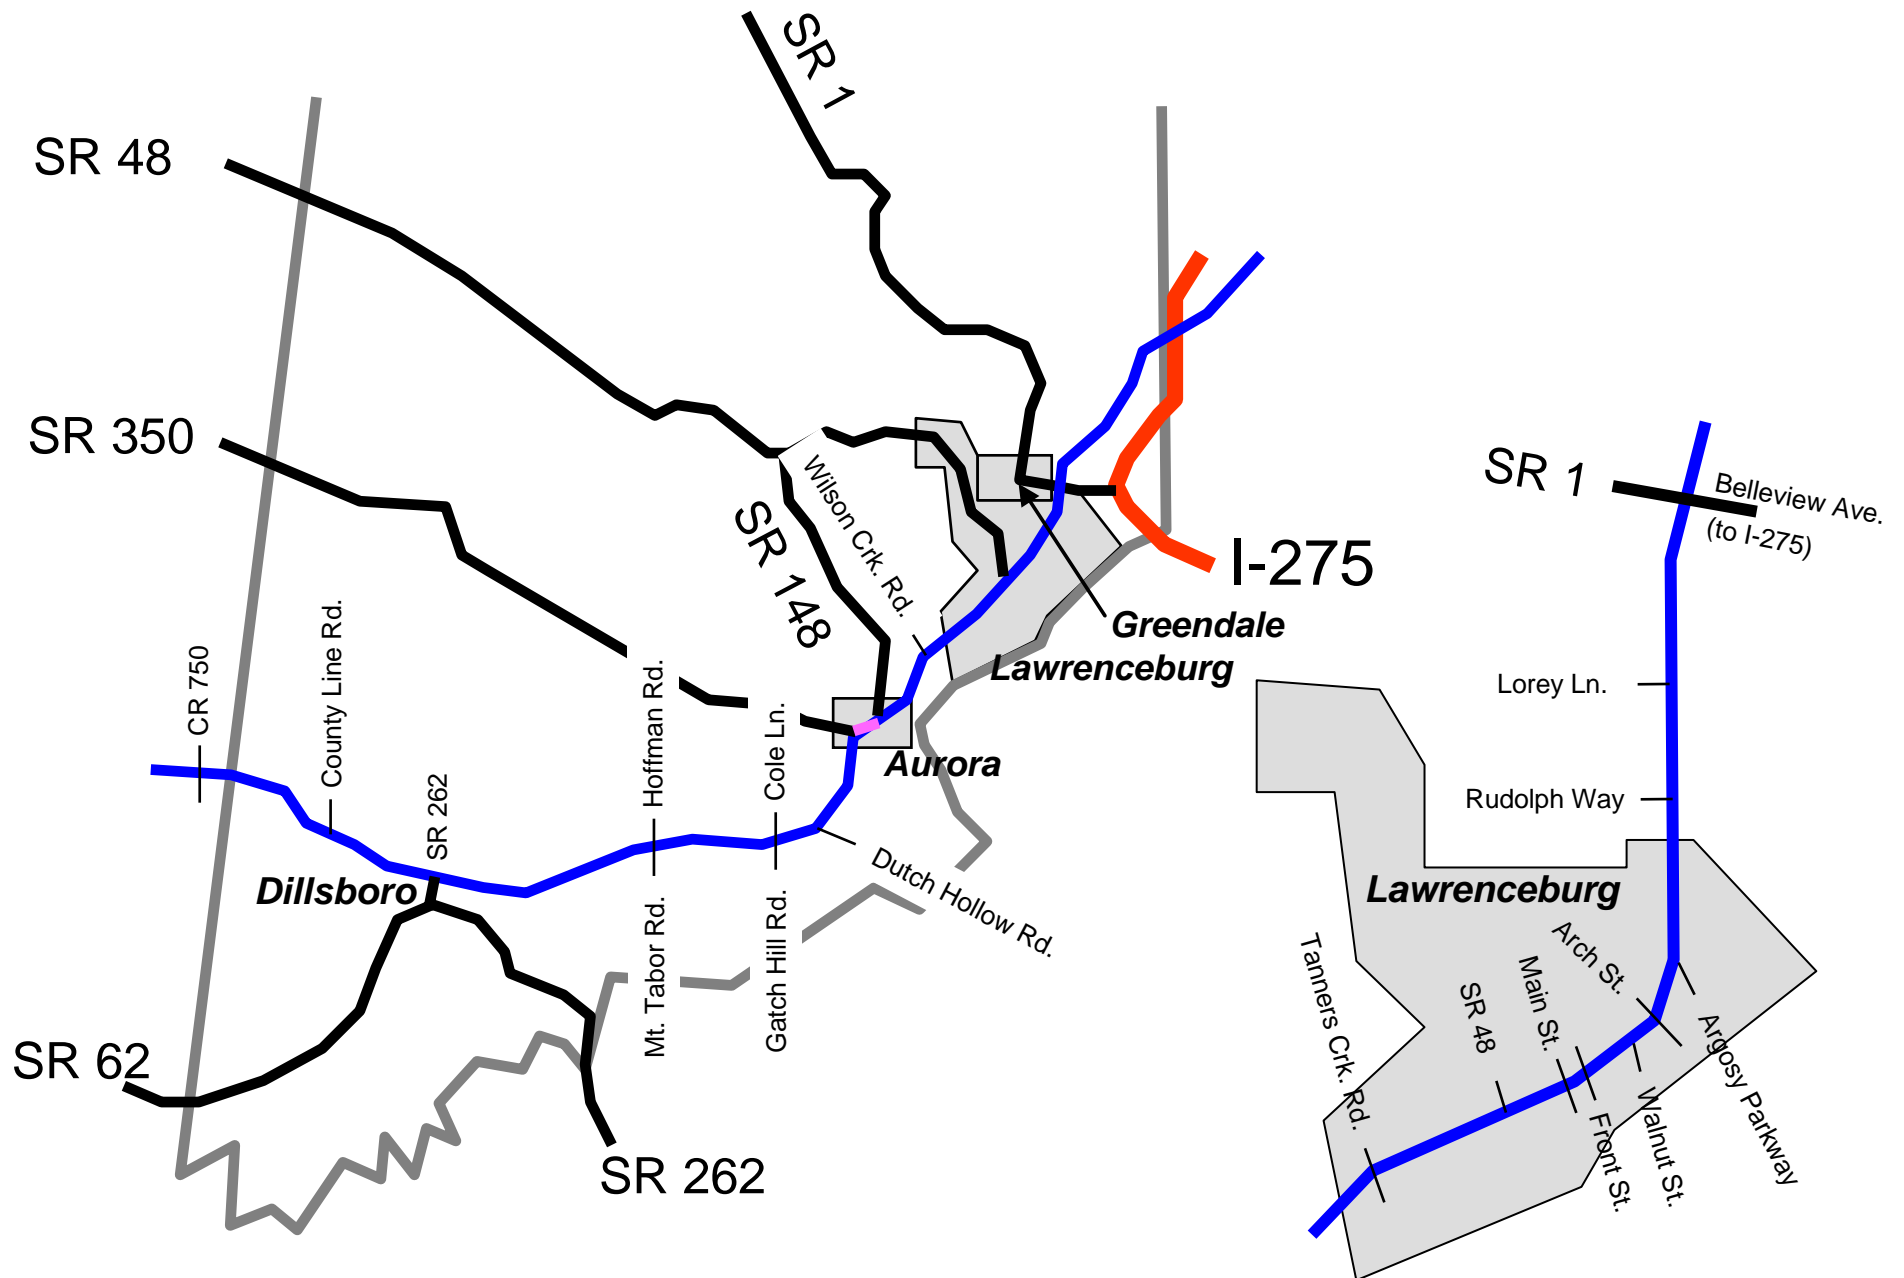 SR 1
SR 48
SR 350
SR 148
Wilson Crk. Rd.
I-275
Greendale
Lawrenceburg
Aurora
CR 750
County Line Rd.
SR 262
Hoffman Rd.
Cole Ln.
Dillsboro
Mt. Tabor Rd.
Gatch Hill Rd.
Dutch Hollow Rd.
SR 62
SR 262
SR 1
Belleview Ave.
(to I-275)
Lorey Ln.
Rudolph Way
Lawrenceburg
Tanners Crk. Rd.
SR 48
Main St.
Arch St.
Front St.
Walnut St.
Argosy Parkway